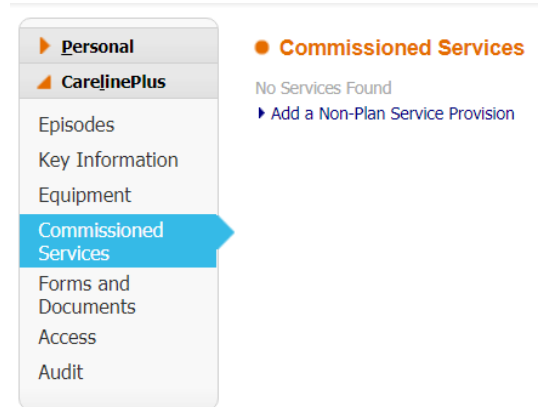 Personal
CarelinePlus
Episodes
Key Information
Equipment
Commissioned
Services
Forms and
Documents
Access
Audit
Commissioned Services
No Services Found
Add a Non-Plan Service Provision